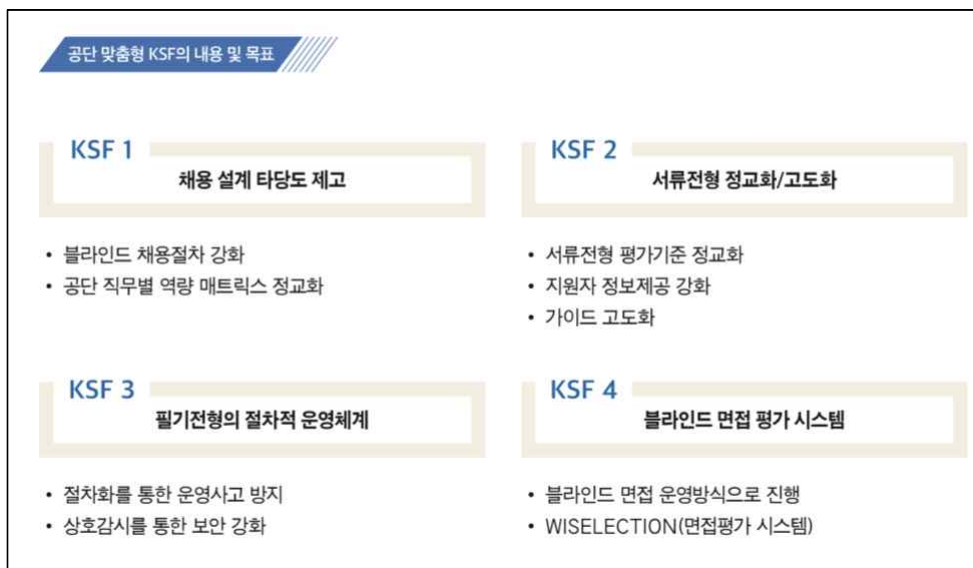 공단 맞춤형 KSF의 내용 및 목표
KSF 1
채용 설계 타당도 제고
• 블라인드 채용절차 강화
• 공단 직무별 역량 매트릭스 정교화
KSF 2
서류전형 정교화/고도화
• 서류전형 평가기준 정교화
• 지원자 정보제공 강화
• 가이드 고도화
KSF 3
필기전형의 절차적 운영체계
• 절차화를 통한 운영사고 방지
• 상호감시를 통한 보안 강화
KSF 4
블라인드 면접 평가 시스템
• 블라인드 면접 운영방식으로 진행
• WISELECTION(면접평가 시스템)